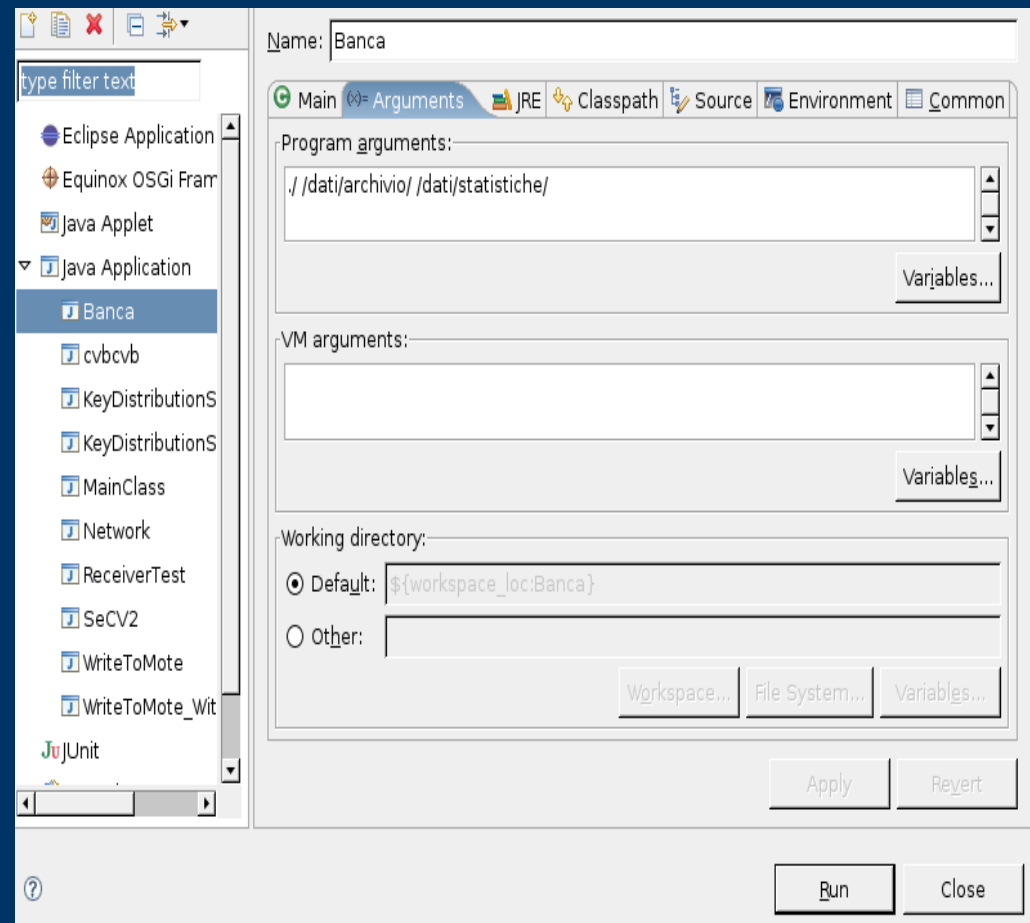 type filter text
Eclipse Application
Equinox OSGi Fram
Java Applet
Java Application
Banca
cvbcvb
KeyDistributionS
KeyDistributionS
MainClass
Network
ReceiverTest
SeCV2
WriteToMote
WriteToMote_Wit
Ju JUnit
Name: Banca
Main (x)= Arguments JRE Classpath Source Environment Common
Program arguments:
./ /dati/archivio/ /dati/statistiche/
Variables...
VM arguments:
Variables...
Working directory:
Default: ${workspace_loc:Banca}
Other:
Workspace... File System... Variables...
Apply Revert
Run Close